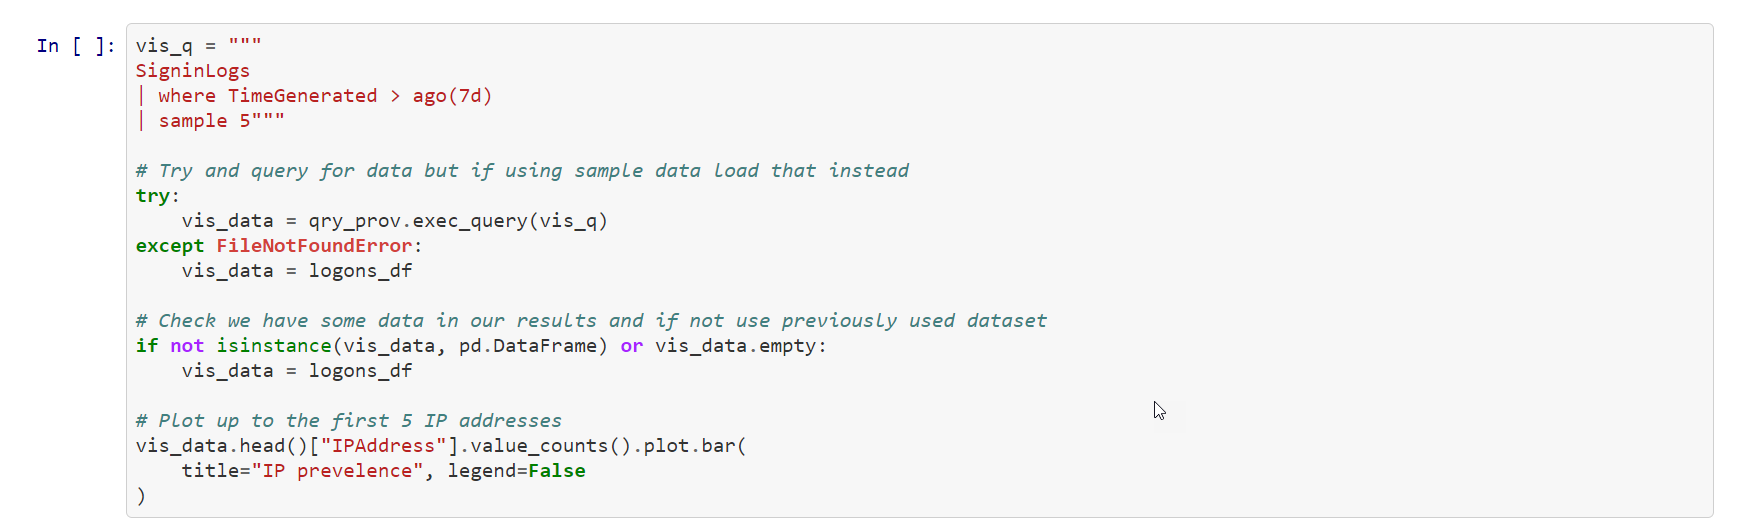 In [ ]: vis_q = """
SigninLogs
| where TimeGenerated > ago(7d)
| sample 5"""

# Try and query for data but if using sample data load that instead
try:
    vis_data = qry_prov.exec_query(vis_q)
except FileNotFoundError:
    vis_data = logons_df

# Check we have some data in our results and if not use previously used dataset
if not isinstance(vis_data, pd.DataFrame) or vis_data.empty:
    vis_data = logons_df

# Plot up to the first 5 IP addresses
vis_data.head()["IPAddress"].value_counts().plot.bar(
    title="IP prevelence", legend=False
)